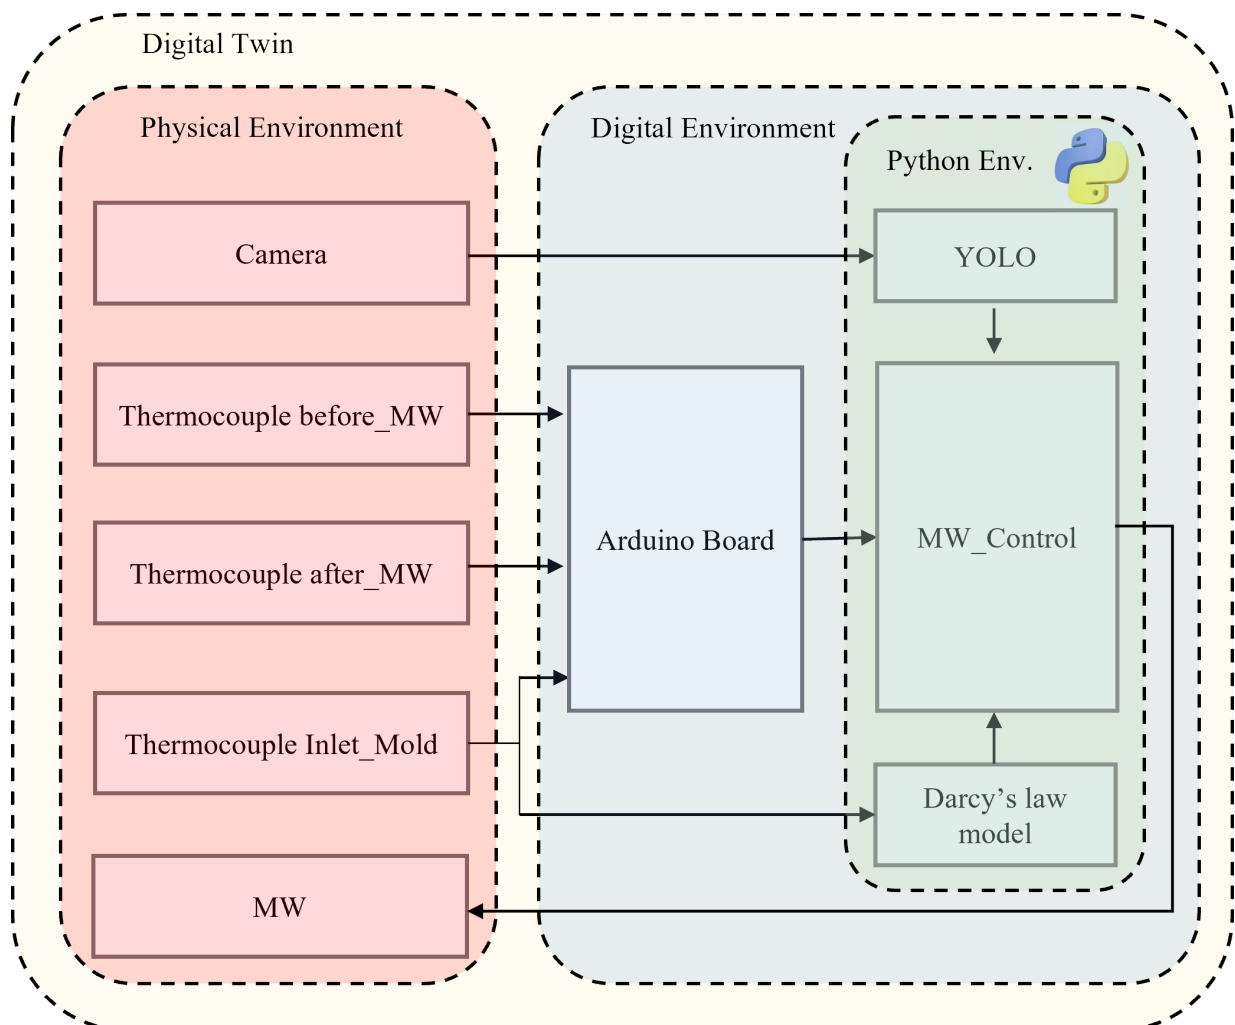 Digital Twin
Physical Environment
Digital Environment
Python Env.
Camera
YOLO
Thermocouple before_MW
Thermocouple after_MW
Arduino Board
MW_Control
Thermocouple Inlet_Mold
Darcy’s law
model
MW